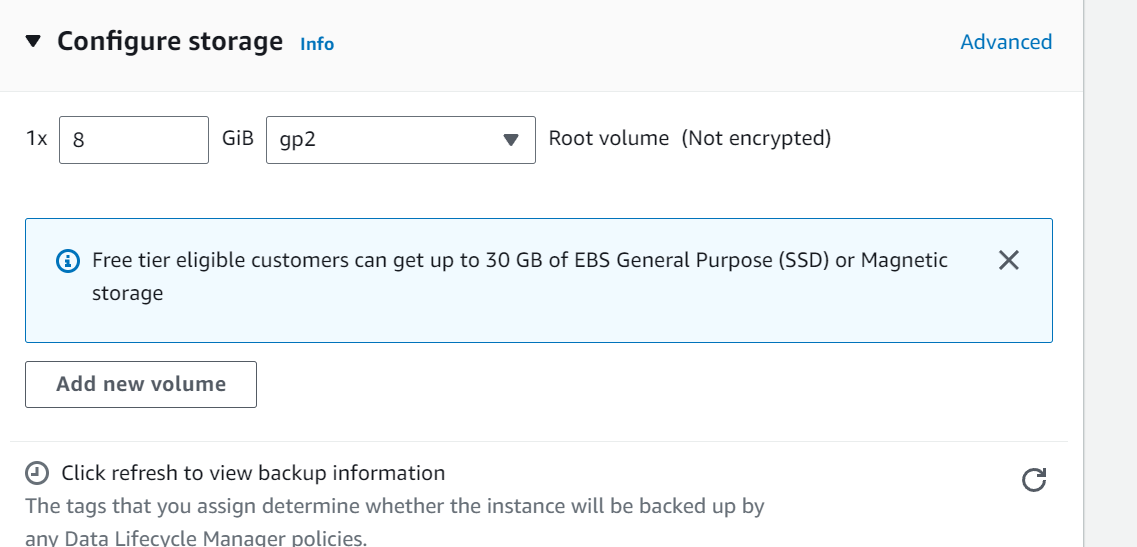 Configure storage Info Advanced
1x 8 GiB gp2 Root volume (Not encrypted)
Free tier eligible customers can get up to 30 GB of EBS General Purpose (SSD) or Magnetic
storage
Add new volume
Click refresh to view backup information
The tags that you assign determine whether the instance will be backed up by
any Data Lifecycle Manager policies.